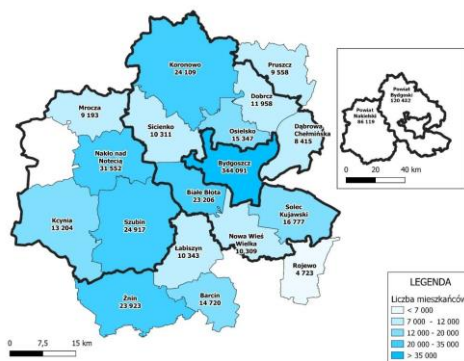 Koronowo
24 109
Pruszcz
9 558
Dobrcz
11 958
Mrocza
9 193
Sicienko
10 311
Osielsko
15 347
Dąbrowa
Chełmińska
8 415
Nakło nad
Notecią
31 552
Bydgoszcz
344 091
Białe Błota
23 206
Solec
Kujawski
16 777
Kcynia
13 204
Szubin
24 917
Nowa Wieś
Wielka
10 309
Łabiszyn
10 343
Rojewo
4 723
Żnin
23 923
Barcin
14 720
0 7,5 15 km
Powiat
Bydgoski
Powiat
Nakielski
LEGENDA
Liczba mieszkańców
< 7 000
7 000 - 12 000
12 000 - 20 000
20 000 - 35 000
> 35 000